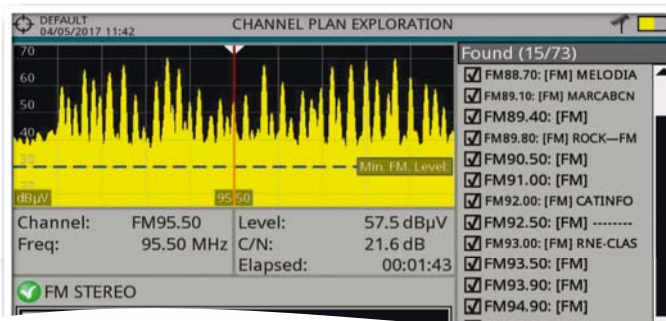 DEFAULT
04/05/2017 11:42
CHANNEL PLAN EXPLORATION
70
60
50
40
30
20
Min. FM. Level:
dBµV
95.50
Channel: FM95.50
Freq: 95.50 MHz
Level: 57.5 dBµV
C/N: 21.6 dB
Elapsed: 00:01:43
FM STEREO
Found (15/73)
FM88.70: [FM] MELODIA
FM89.10: [FM] MARCABCN
FM89.40: [FM]
FM89.80: [FM] ROCK—FM
FM90.50: [FM]
FM91.00: [FM]
FM92.00: [FM] CATINFO
FM92.50: [FM] --------
FM93.00: [FM] RNE-CLAS
FM93.50: [FM]
FM93.90: [FM]
FM94.90: [FM]